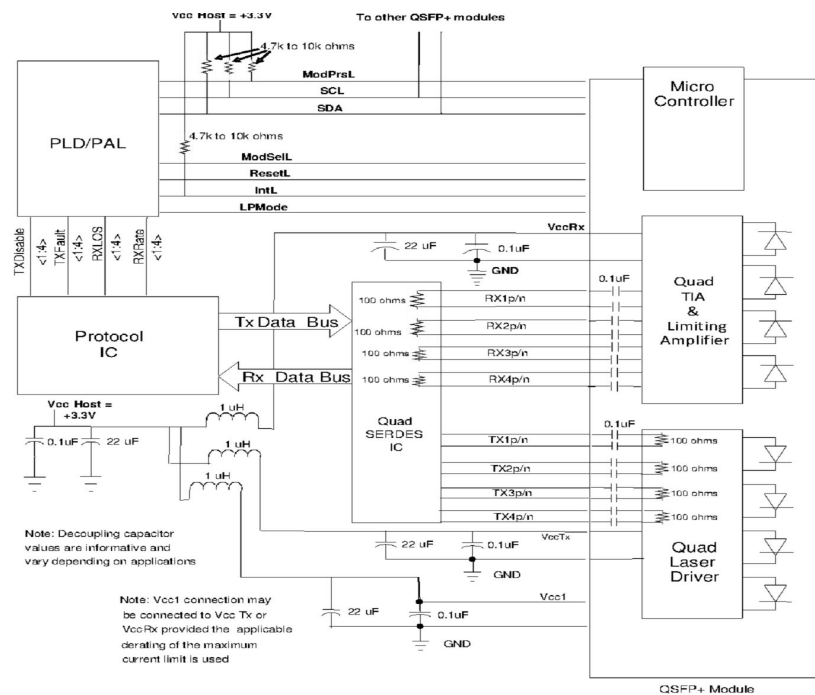 Vcc Host = +3.3V
To other QSFP+ modules
4.7k to 10k ohms
ModPrsL
SCL
SDA
Micro
Controller
PLD/PAL
4.7k to 10k ohms
ModSelL
ResetL
IntL
LPMode
TXDisable
<1:4>
TXFault
<1:4>
RXLOS
<1:4>
RXRate
<1:4>
VccRx
22 uF
0.1uF
GND
0.1uF
Quad
TIA
&
Limiting
Amplifier
100 ohms
RX1p/n
100 ohms
RX2p/n
100 ohms
RX3p/n
100 ohms
RX4p/n
Protocol
IC
Tx Data Bus
Rx Data Bus
Quad
SERDES
IC
Vcc Host =
+3.3V
0.1uF
22 uF
1 uH
1 uH
1 uH
0.1uF
TX1p/n
100 ohms
TX2p/n
100 ohms
TX3p/n
100 ohms
TX4p/n
100 ohms
Quad
Laser
Driver
Note: Decoupling capacitor
values are informative and
vary depending on applications
22 uF
0.1uF
VccTx
GND
Note: Vcc1 connection may
be connected to Vcc Tx or
VccRx provided the applicable
derating of the maximum
current limit is used
22 uF
0.1uF
Vcc1
GND
QSFP+ Module